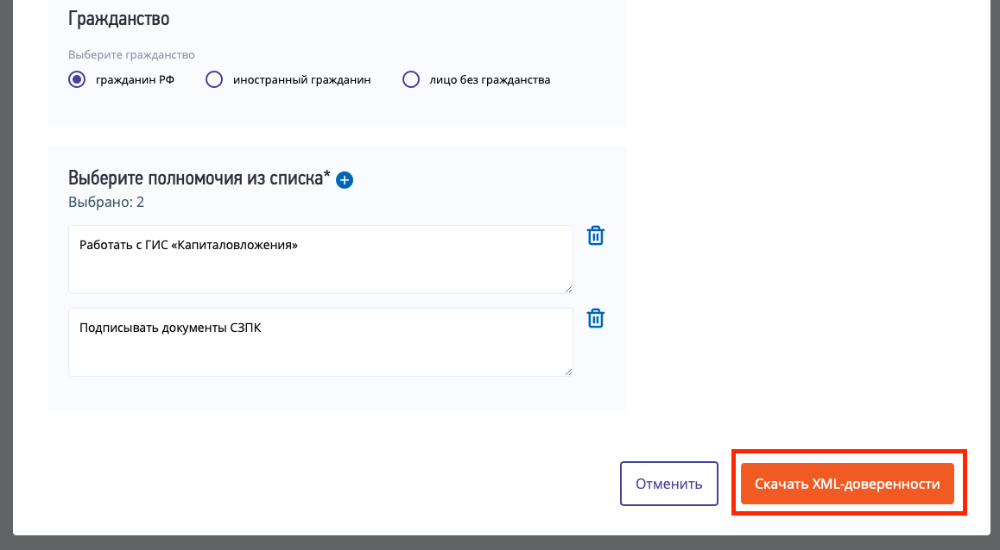 Гражданство
Выберите гражданство
гражданин РФ иностранный гражданин лицо без гражданства
Выберите полномочия из списка*
Выбрано: 2
Работать с ГИС «Капиталовложения»
Подписывать документы СЗПК
Отменить Скачать XML-доверенности